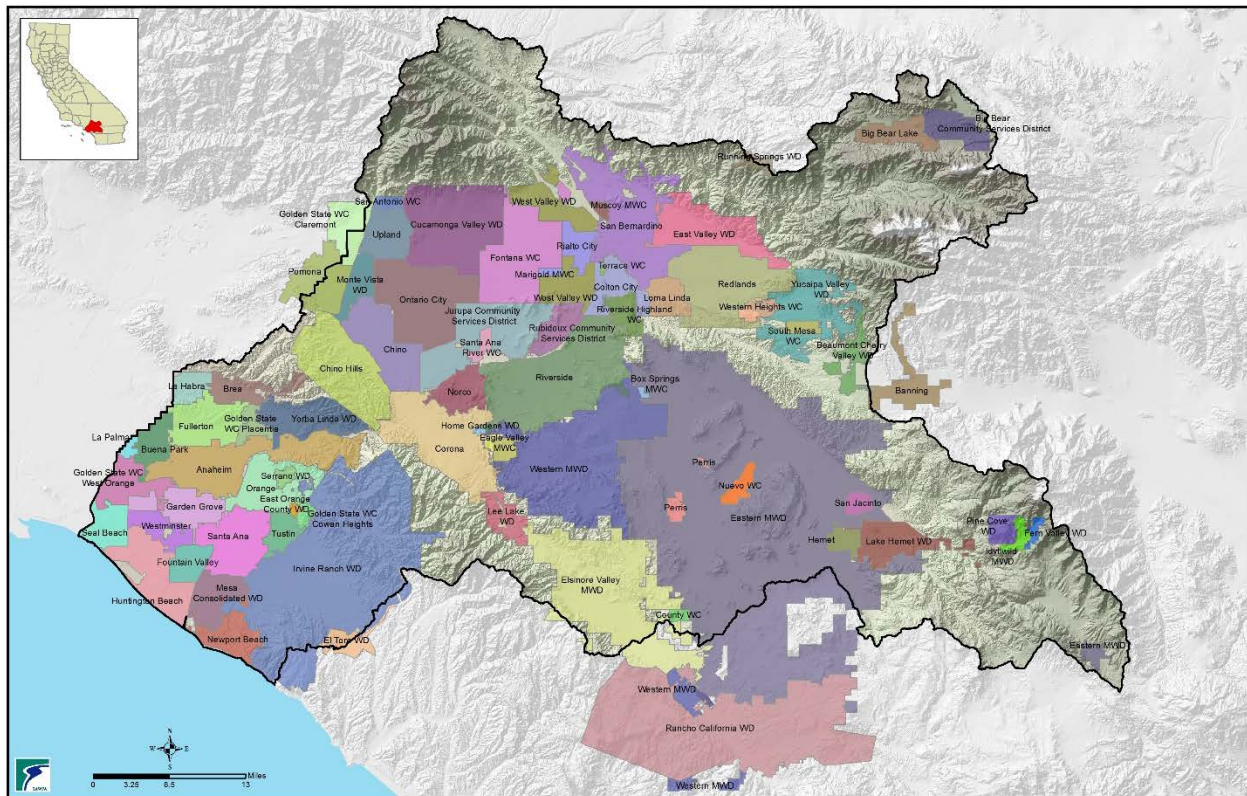 Big Bear
Community Services District
Big Bear Lake
Running Springs WD
San Antonio WC
West Valley WD
Muscoy MWC
Golden State WC
Claremont
Cucamonga Valley WD
San Bernardino
Upland
East Valley WD
Rialto City
Fontana WC
Terrace WC
Pomona
Monte Vista
WD
Marigold MWC
Colton City
Redlands
Yucaipa Valley
WD
Ontario City
West Valley WD
Loma Linda
Western Heights WC
Jurupa Community
Services District
Riverside Highland
WC
Rubidoux Community
Services District
South Mesa
WC
Santa Ana
River WC
Beaumont Cherry
Valley WD
Chino
Chino Hills
Riverside
Box Springs
MWC
La Habra
Brea
Norco
Banning
Golden State
WC Placentia
Yorba Linda WD
Fullerton
Home Gardens WD
La Palma
Buena Park
Corona
Eagle Valley
MWC
Perris
Golden State WC
West Orange
Anaheim
Western MWD
Nuevo WC
Serrano WD
Orange
East Orange
County WD
San Jacinto
Garden Grove
Golden State WC
Cowan Heights
Lee Lake
WD
Perris
Eastern MWD
Seal Beach
Westminster
Santa Ana
Tustin
Pine Cove
WD
Fern Valley WD
Hemet
Lake Hemet WD
Idyllwild
MWD
Fountain Valley
Irvine Ranch WD
Elsinore Valley
MWD
Mesa
Consolidated WD
Huntington Beach
County WC
Newport Beach
El Toro WD
Eastern MWD
Western MWD
Rancho California WD
Western MWD
N
W
E
S
Miles
0
3.25
6.5
13
SAWPA